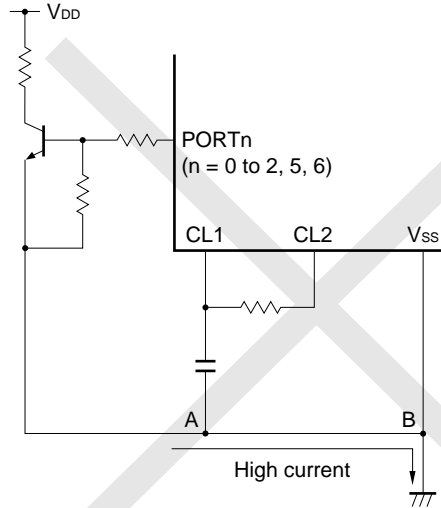 VDD
PORTn
(n = 0 to 2, 5, 6)
CL1 CL2 VSS
A B
High current